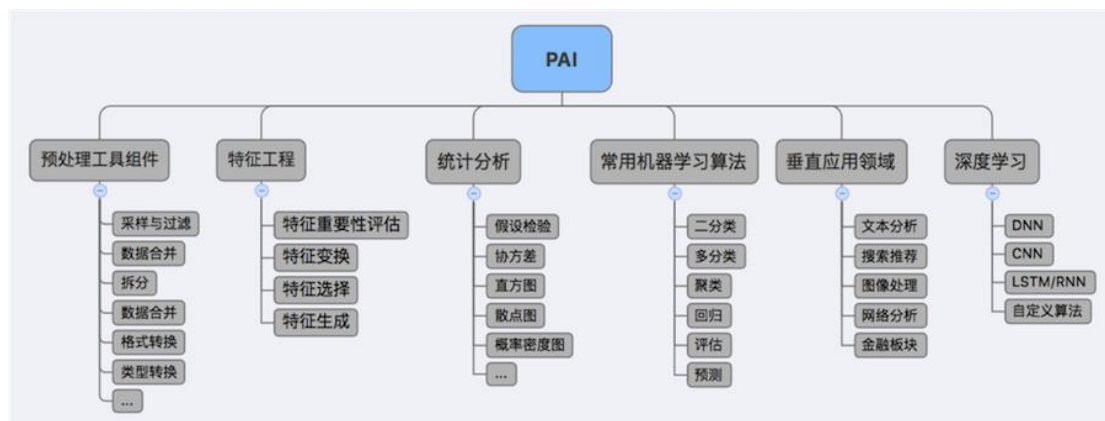 PAI
预处理工具组件
采样与过滤
数据合并
拆分
数据合并
格式转换
类型转换
...
特征工程
特征重要性评估
特征变换
特征选择
特征生成
统计分析
假设检验
协方差
直方图
散点图
概率密度图
...
常用机器学习算法
二分类
多分类
聚类
回归
评估
预测
垂直应用领域
文本分析
搜索推荐
图像处理
网络分析
金融板块
深度学习
DNN
CNN
LSTM/RNN
自定义算法